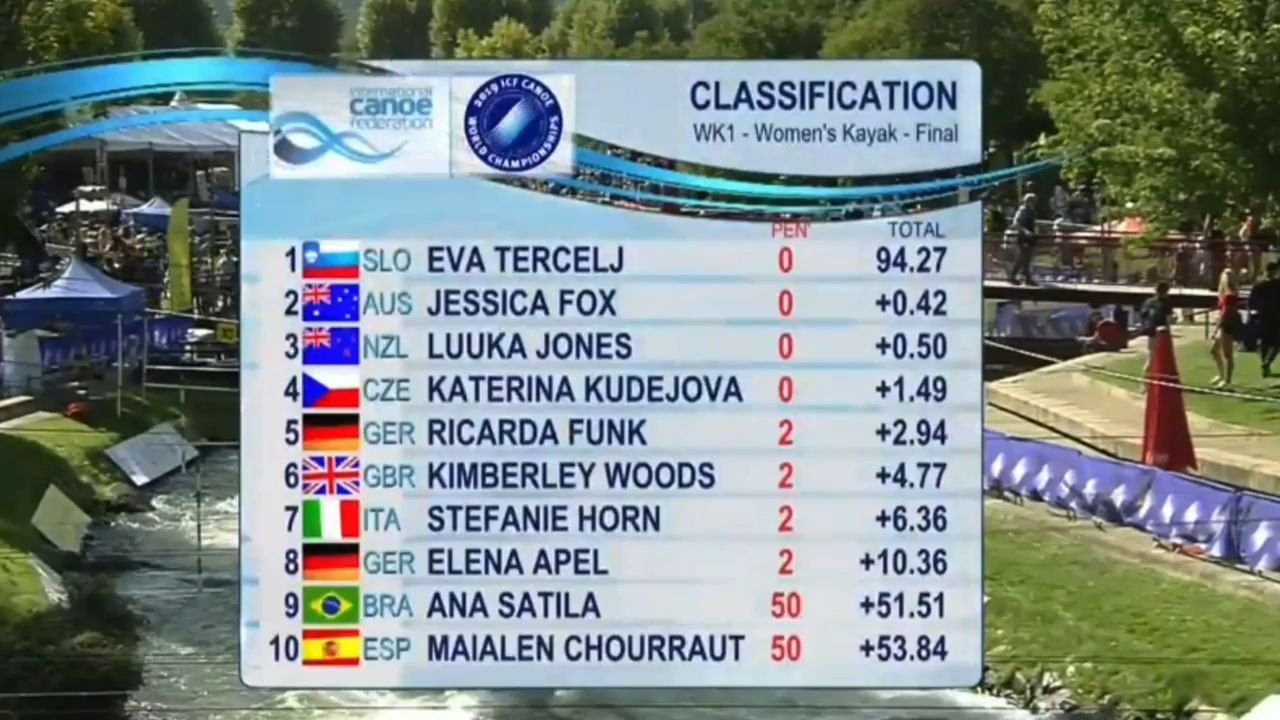 international
canoe
federation
2019 ICF CANOE
WORLD CHAMPIONSHIPS
CLASSIFICATION
WK1 - Women's Kayak - Final
PEN' TOTAL
1 SLO EVA TERCELJ 0 94.27
2 AUS JESSICA FOX 0 +0.42
3 NZL LUUKA JONES 0 +0.50
4 CZE KATERINA KUDEJOVA 0 +1.49
5 GER RICARDA FUNK 2 +2.94
6 GBR KIMBERLEY WOODS 2 +4.77
7 ITA STEFANIE HORN 2 +6.36
8 GER ELENA APEL 2 +10.36
9 BRA ANA SATILA 50 +51.51
10 ESP MAIALEN CHOURRAUT 50 +53.84